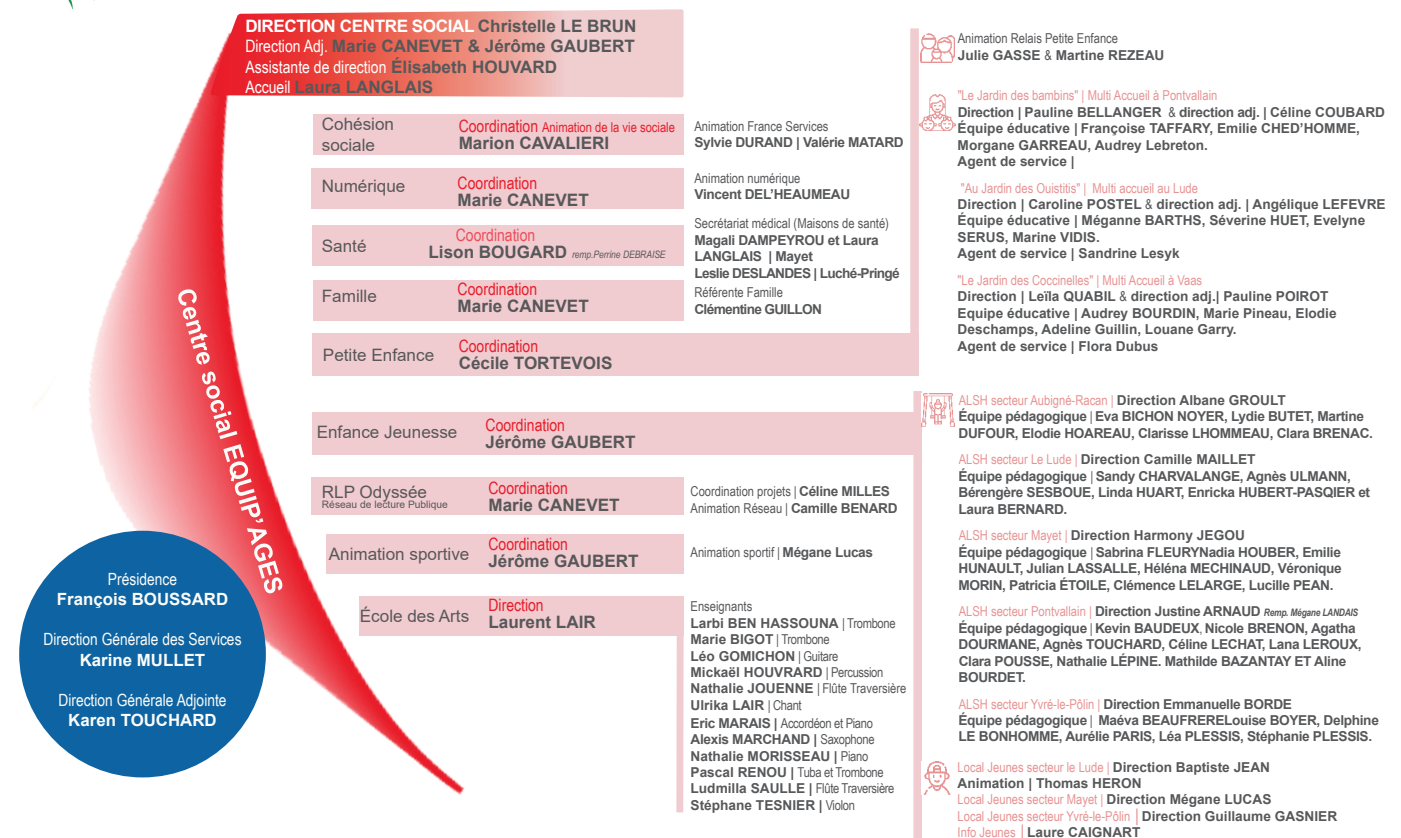 DIRECTION CENTRE SOCIAL Christelle LE BRUN
Direction Adj. Marie CANEVET & Jérôme GAUBERT
Assistante de direction Élisabeth HOUVARD
Accueil Laura LANGLAIS
Centre social EQUIP' AGES
Présidence
François BOUSSARD
Direction Générale des Services
Karine MULLET
Direction Générale Adjointe
Karen TOUCHARD
Cohésion
sociale
Coordination Animation de la vie sociale
Marion CAVALIERI
Animation France Services
Sylvie DURAND | Valérie MATARD
Numérique
Coordination
Marie CANEVET
Animation numérique
Vincent DEL'HEAUMEAU
Santé
Coordination
Lison BOUGARD remp.Perrine DEBRAISE
Secrétariat médical (Maisons de santé)
Magali DAMPEYROU et Laura
LANGLAIS | Mayet
Leslie DESLANDES | Luché-Pringé
Famille
Coordination
Marie CANEVET
Référente Famille
Clémentine GUILLON
Petite Enfance
Coordination
Cécile TORTEVOIS
Enfance Jeunesse
Coordination
Jérôme GAUBERT
RLP Odyssée
Réseau de lecture Publique
Coordination
Marie CANEVET
Coordination projets | Céline MILLES
Animation Réseau | Camille BENARD
Animation sportive
Coordination
Jérôme GAUBERT
Animation sportif | Mégane Lucas
École des Arts
Direction
Laurent LAIR
Enseignants
Larbi BEN HASSOUNA | Trombone
Marie BIGOT | Trombone
Léo GOMICHON | Guitare
Mickaël HOUVRARD | Percussion
Nathalie JOUENNE | Flûte Traversière
Ulrika LAIR | Chant
Eric MARAIS | Accordéon et Piano
Alexis MARCHAND | Saxophone
Nathalie MORISSEAU | Piano
Pascal RENOU | Tuba et Trombone
Ludmilla SAULLE | Flûte Traversière
Stéphane TESNIER | Violon
Animation Relais Petite Enfance
Julie GASSE & Martine REZEAU
"Le Jardin des bambins" | Multi Accueil à Pontvallain
Direction | Pauline BELLANGER & direction adj. | Céline COUBARD
Équipe éducative | Françoise TAFFARY, Emilie CHED'HOMME,
Morgane GARREAU, Audrey Lebreton.
Agent de service |
"Au Jardin des Ouistitis" | Multi accueil au Lude
Direction | Caroline POSTEL & direction adj. | Angélique LEFEVRE
Équipe éducative | Méganne BARTHS, Séverine HUET, Evelyne
SERUS, Marine VIDIS.
Agent de service | Sandrine Lesyk
"Le Jardin des Coccinelles" | Multi Accueil à Vaas
Direction | Leïla QUABIL & direction adj.| Pauline POIROT
Equipe éducative | Audrey BOURDIN, Marie Pineau, Elodie
Deschamps, Adeline Guillin, Louane Garry.
Agent de service | Flora Dubus
ALSH secteur Aubigné-Racan | Direction Albane GROULT
Équipe pédagogique | Eva BICHON NOYER, Lydie BUTET, Martine
DUFOUR, Elodie HOAREAU, Clarisse LHOMMEAU, Clara BRENAC.
ALSH secteur Le Lude | Direction Camille MAILLET
Équipe pédagogique | Sandy CHARVALANGE, Agnès ULMANN,
Bérengère SESBOUE, Linda HUART, Enricka HUBERT-PASQIER et
Laura BERNARD.
ALSH secteur Mayet | Direction Harmony JEGOU
Équipe pédagogique | Sabrina FLEURYNadia HOUBER, Emilie
HUNAULT, Julian LASSALLE, Héléna MECHINAUD, Véronique
MORIN, Patricia ÉTOILE, Clémence LELARGE, Lucille PEAN.
ALSH secteur Pontvallain | Direction Justine ARNAUD Remp. Mégane LANDAIS
Équipe pédagogique | Kevin BAUDEUX, Nicole BRENON, Agatha
DOURMANE, Agnès TOUCHARD, Céline LECHAT, Lana LEROUX,
Clara POUSSE, Nathalie LÉPINE. Mathilde BAZANTAY ET Aline
BOURDET.
ALSH secteur Yvré-le-Pôlin | Direction Emmanuelle BORDE
Équipe pédagogique | Maéva BEAUFRERELouise BOYER, Delphine
LE BONHOMME, Aurélie PARIS, Léa PLESSIS, Stéphanie PLESSIS.
Local Jeunes secteur le Lude | Direction Baptiste JEAN
Animation | Thomas HERON
Local Jeunes secteur Mayet | Direction Mégane LUCAS
Local Jeunes secteur Yvré-le-Pôlin | Direction Guillaume GASNIER
Info Jeunes | Laure CAIGNART